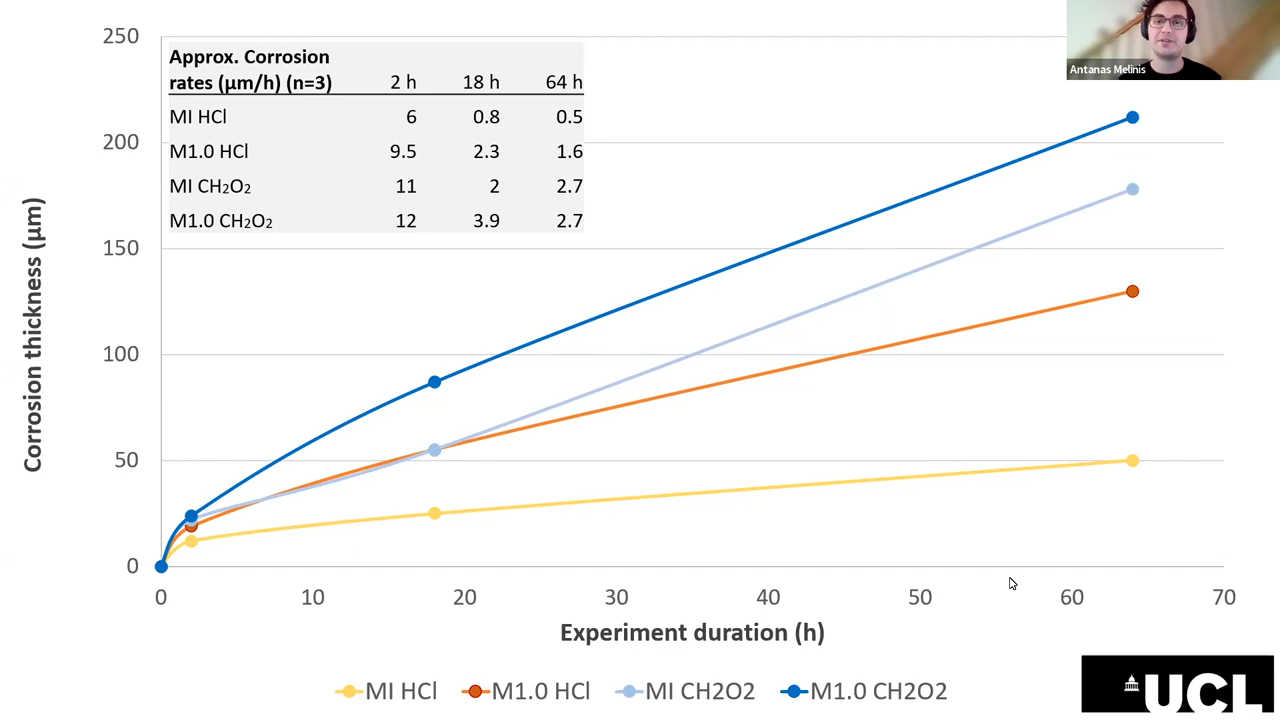 250
200
150
100
50
0
Corrosion thickness (μm)
Approx. Corrosion
rates (μm/h) (n=3) 2 h 18 h 64 h
MI HCl 6 0.8 0.5
M1.0 HCl 9.5 2.3 1.6
MI CH₂O₂ 11 2 2.7
M1.0 CH₂O₂ 12 3.9 2.7
Antanas Melinis
0 10 20 30 40 50 60 70
Experiment duration (h)
MI HCl M1.0 HCl MI CH2O2 M1.0 CH2O2
UCL